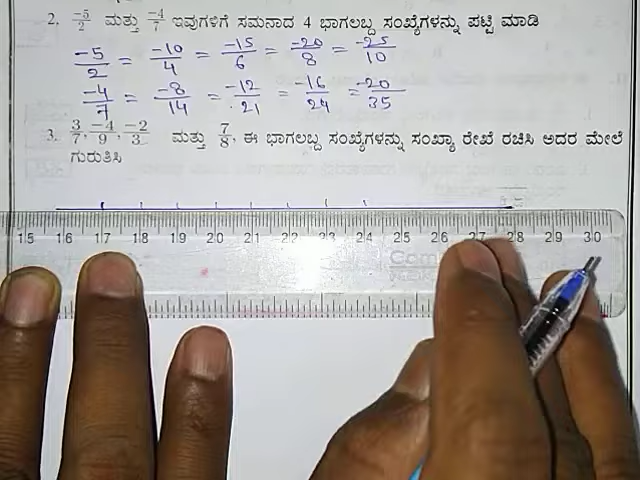 2, -5/2 ಮತ್ತು -4/7 ಇವುಗಳಿಗೆ ಸಮನಾದ 4 ಭಾಗಲಬ್ಧ ಸಂಖ್ಯೆಗಳನ್ನು ಪಟ್ಟಿ ಮಾಡಿ
-5/2 = -10/4 = -15/6 = -20/8 = -25/10
-4/7 = -8/14 = -12/21 = -16/24 = -20/35
3. 3/7, -4/9, -2/3 ಮತ್ತು 7/8, ಈ ಭಾಗಲಬ್ಧ ಸಂಖ್ಯೆಗಳನ್ನು ಸಂಖ್ಯಾ ರೇಖೆ ರಚಿಸಿ ಅದರ ಮೇಲೆ
ಗುರುತಿಸಿ
15 16 17 18 19 20 21 22 23 24 25 26 27 28 29 30